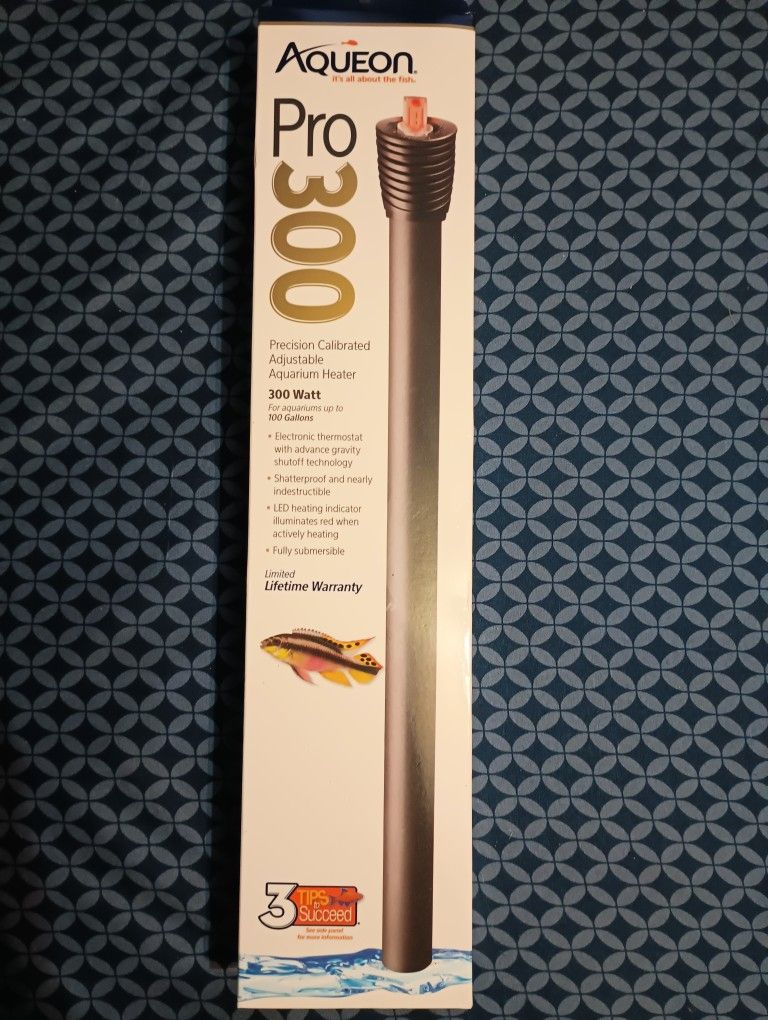 AQUEON
it's all about the fish.
Pro
300
Precision Calibrated
Adjustable
Aquarium Heater
300 Watt
For aquariums up to
100 Gallons
• Electronic thermostat
with advance gravity
shutoff technology
• Shatterproof and nearly
indestructible
• LED heating indicator
illuminates red when
actively heating
• Fully submersible
Limited
Lifetime Warranty
3 TIPS
to
Succeed
See side panel
for more information